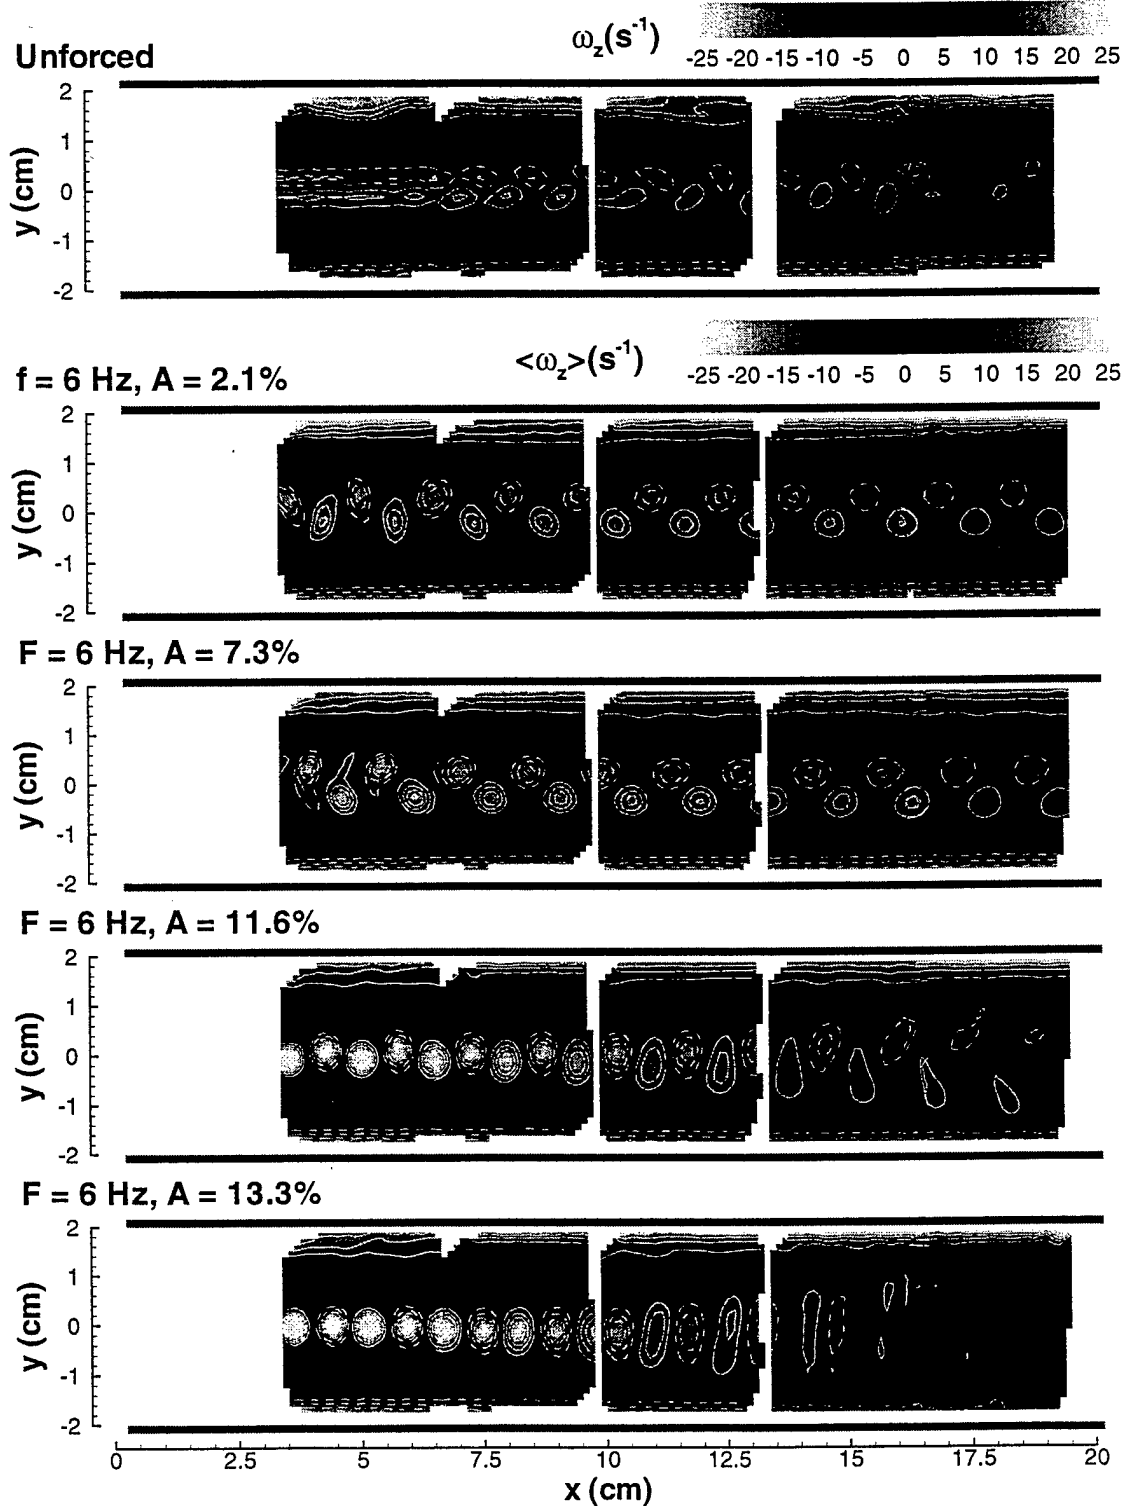 ω_z(s⁻¹)
-25 -20 -15 -10 -5 0 5 10 15 20 25
Unforced
2
1
0
-1
-2
y (cm)
<ω_z>(s⁻¹)
-25 -20 -15 -10 -5 0 5 10 15 20 25
f = 6 Hz, A = 2.1%
2
1
0
-1
-2
y (cm)
F = 6 Hz, A = 7.3%
2
1
0
-1
-2
y (cm)
F = 6 Hz, A = 11.6%
2
1
0
-1
-2
y (cm)
F = 6 Hz, A = 13.3%
2
1
0
-1
-2
y (cm)
0 2.5 5 7.5 10 12.5 15 17.5 20
x (cm)